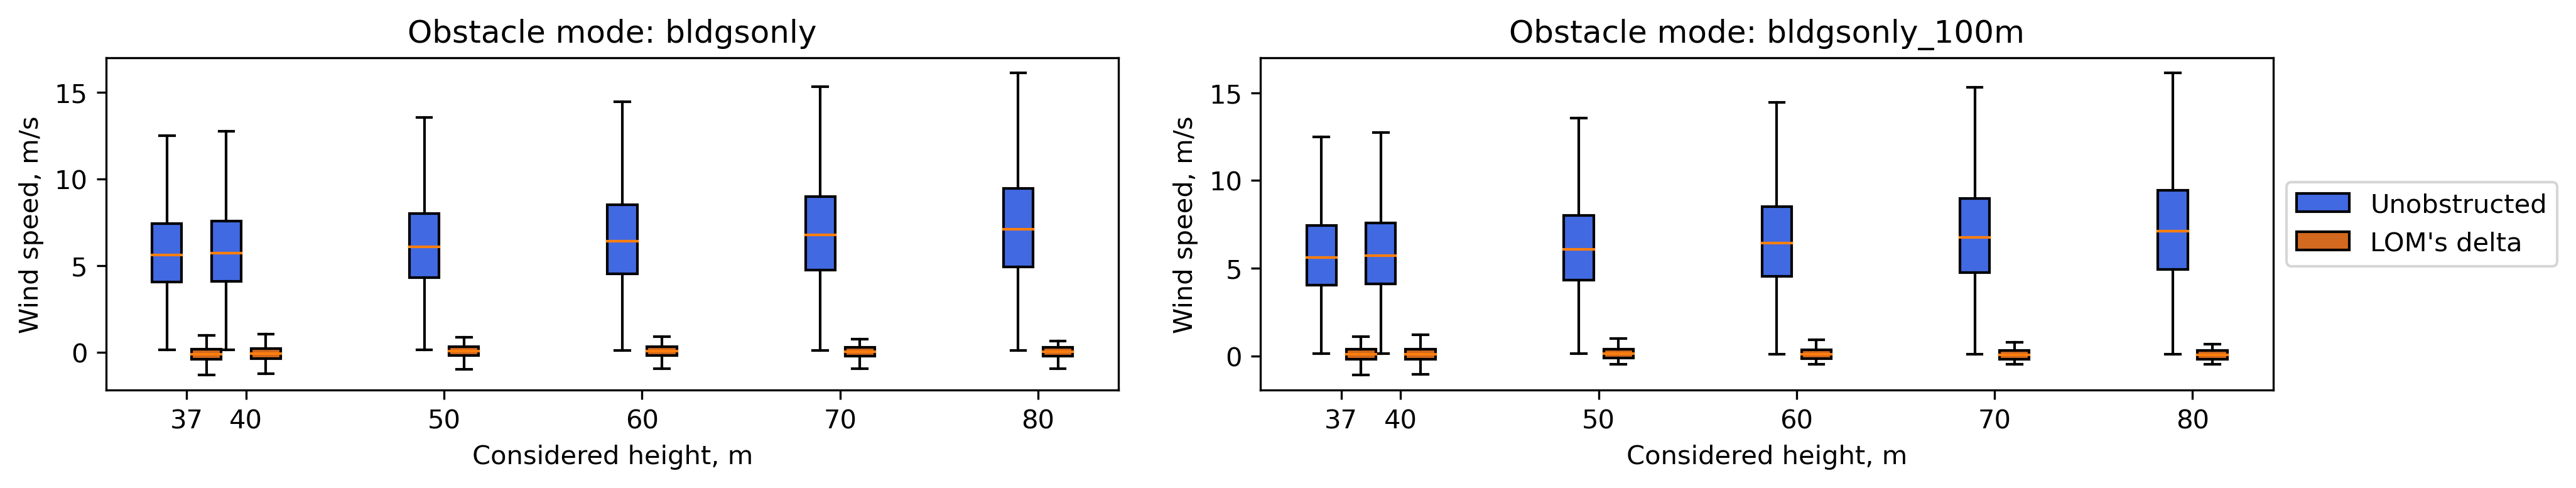 Obstacle mode: bldgsonly
Wind speed, m/s
15
10
5
0
37 40 50 60 70 80
Considered height, m
Obstacle mode: bldgsonly_100m
Wind speed, m/s
15
10
5
0
37 40 50 60 70 80
Considered height, m
Unobstructed
LOM's delta